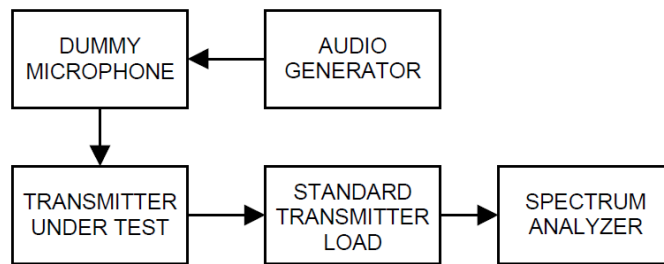 DUMMY
MICROPHONE
AUDIO
GENERATOR
TRANSMITTER
UNDER TEST
STANDARD
TRANSMITTER
LOAD
SPECTRUM
ANALYZER